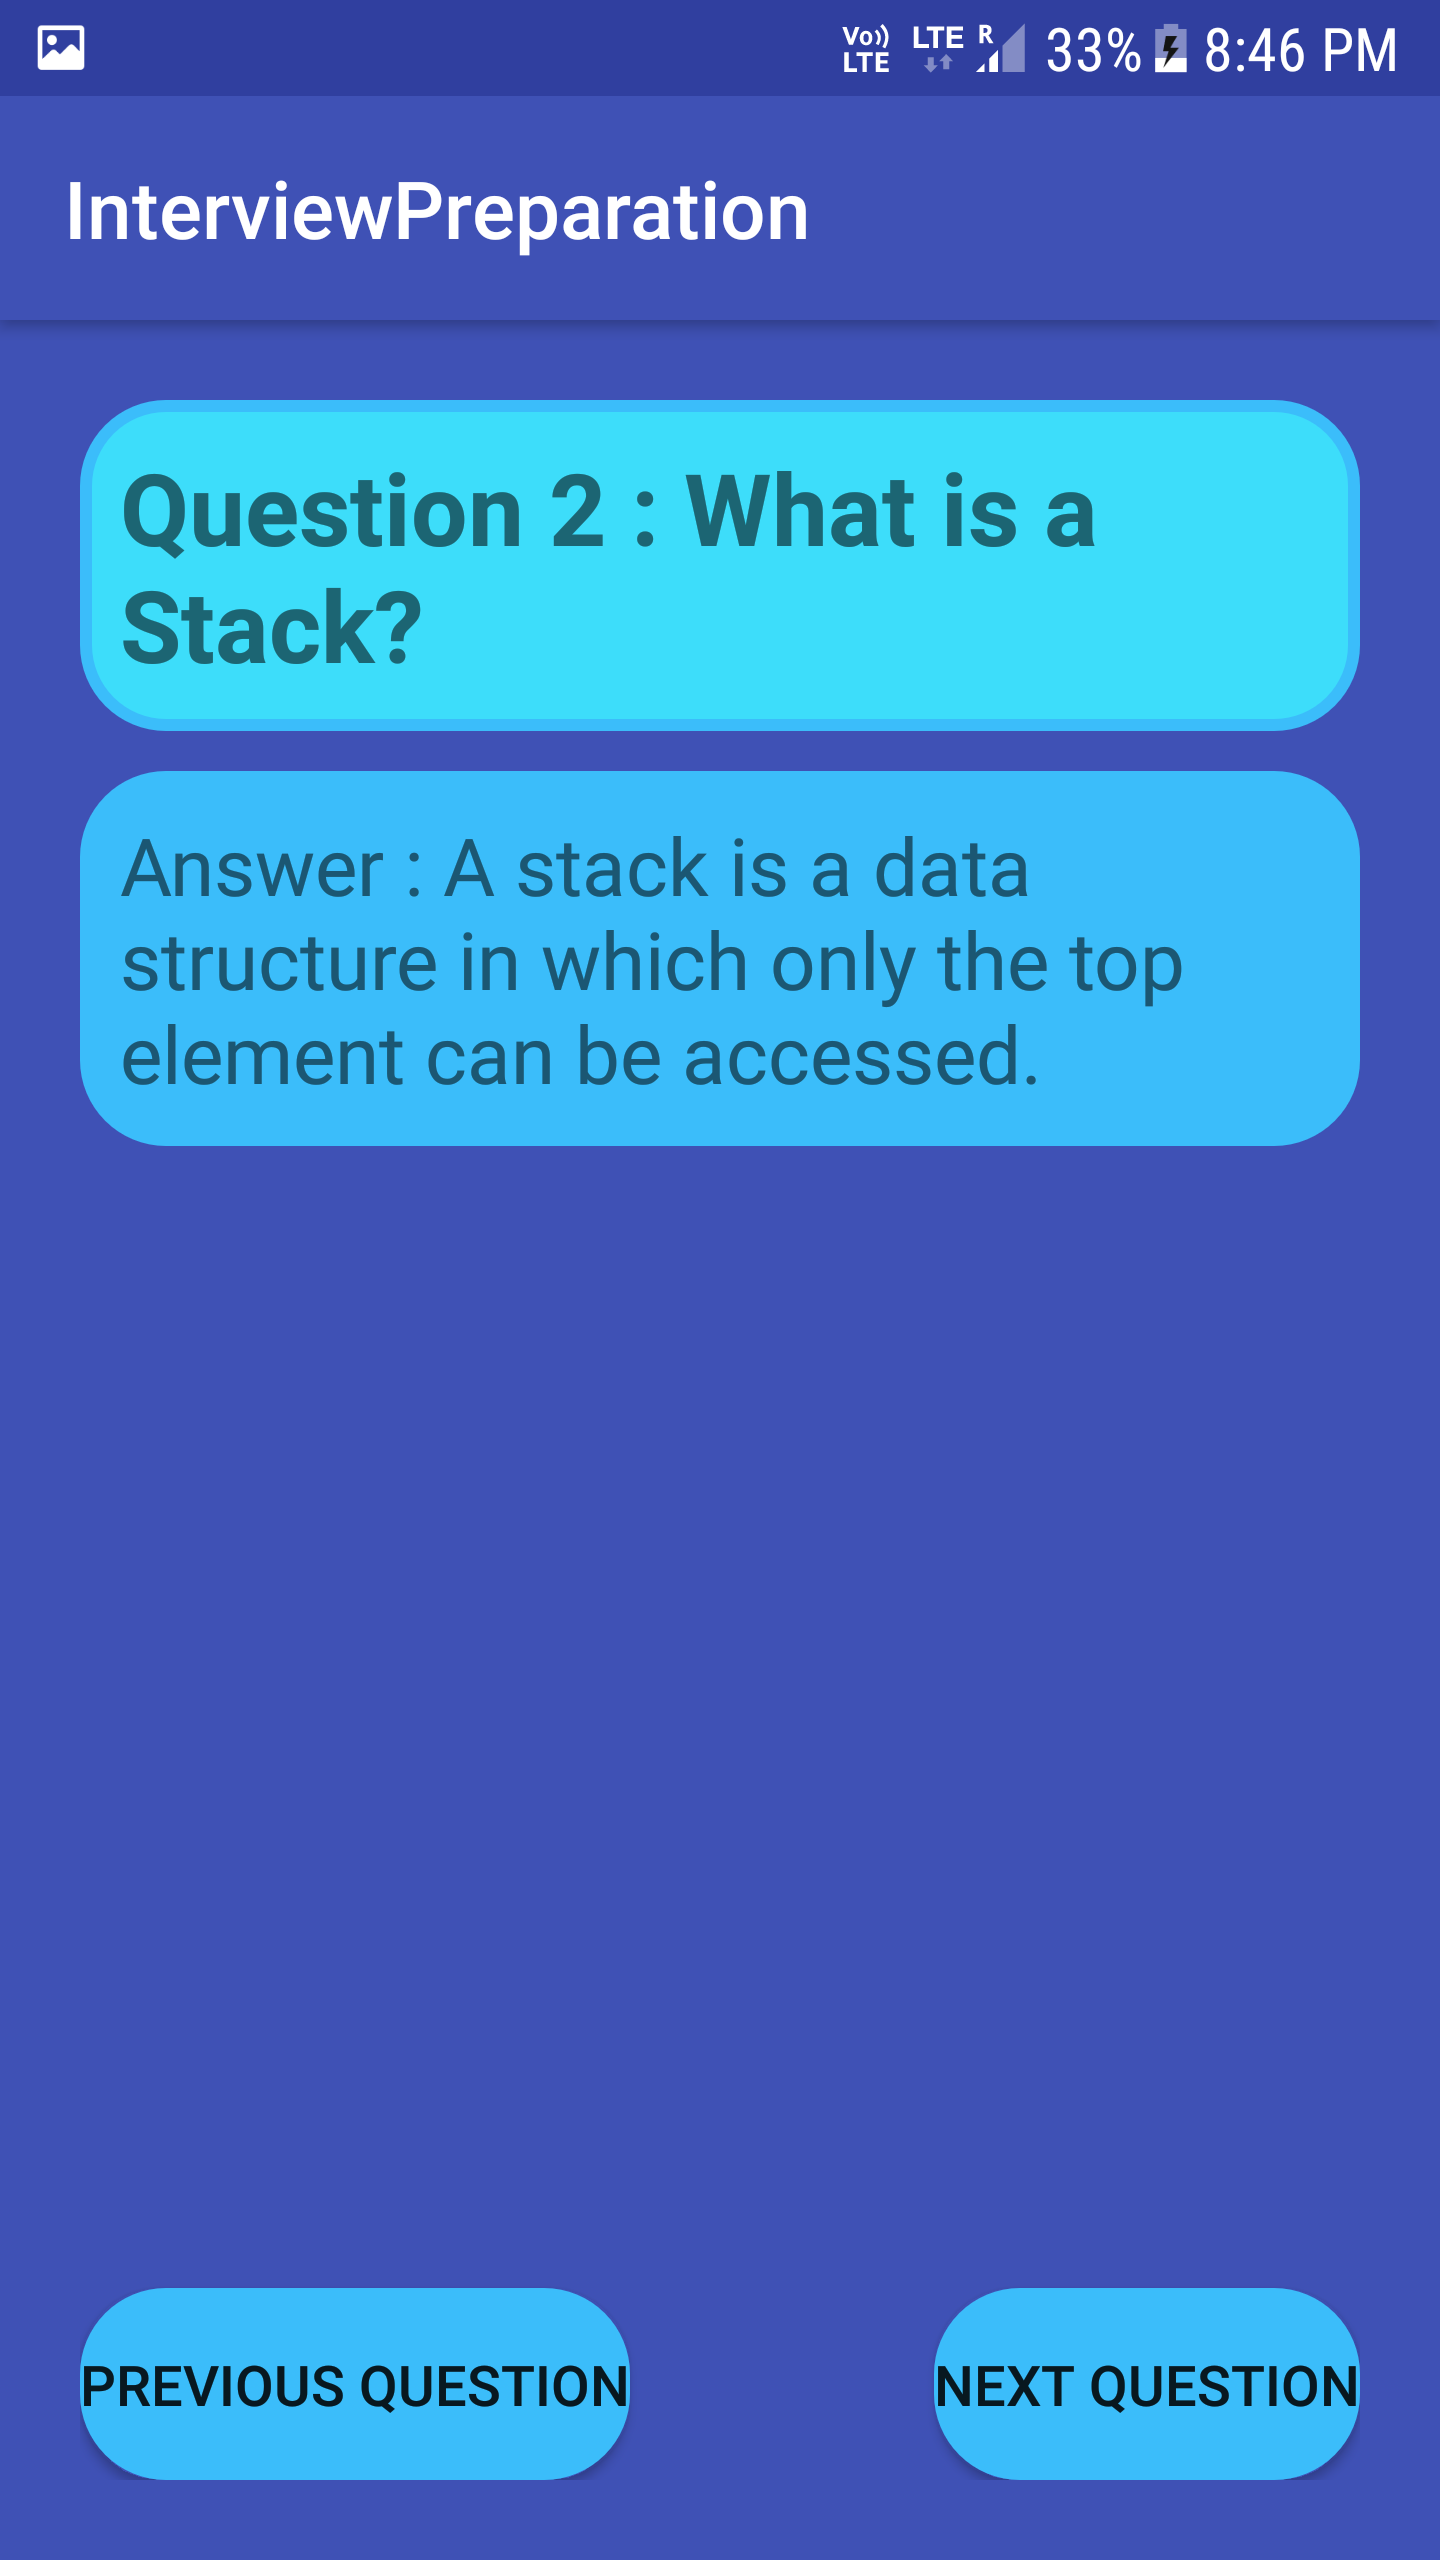 Vo)) LTE LTE R 33% 8:46 PM
InterviewPreparation
Question 2 : What is a
Stack?
Answer : A stack is a data
structure in which only the top
element can be accessed.
PREVIOUS QUESTION NEXT QUESTION